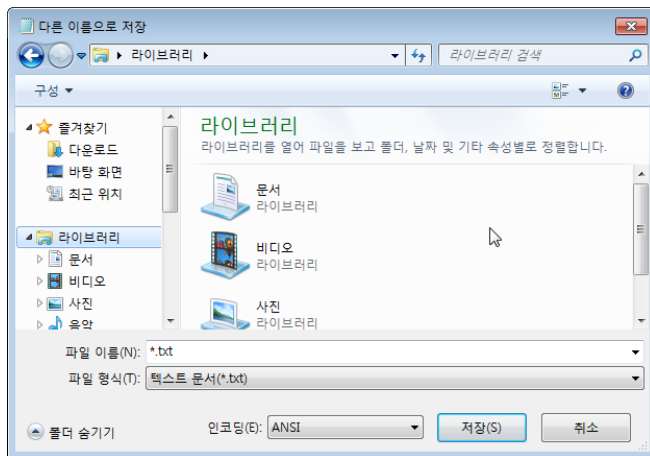 다른 이름으로 저장
라이브러리
라이브러리 검색
구성
즐겨찾기
다운로드
바탕 화면
최근 위치
라이브러리
문서
비디오
사진
음악
라이브러리
라이브러리를 열어 파일을 보고 폴더, 날짜 및 기타 속성별로 정렬합니다.
문서
라이브러리
비디오
라이브러리
사진
라이브러리
파일 이름(N): *.txt
파일 형식(T): 텍스트 문서(*.txt)
폴더 숨기기
인코딩(E): ANSI
저장(S)
취소